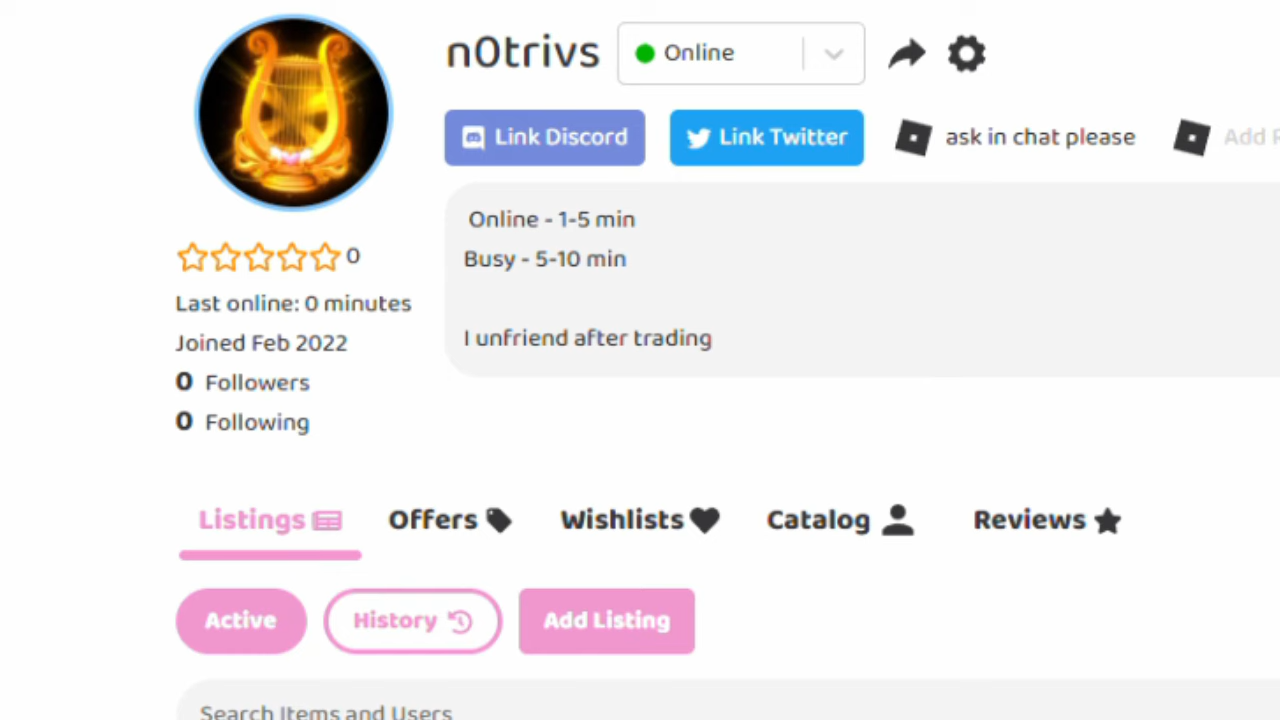 n0trivs
Online
Link Discord
Link Twitter
ask in chat please
Add
Online - 1-5 min
Busy - 5-10 min
I unfriend after trading
0
Last online: 0 minutes
Joined Feb 2022
0 Followers
0 Following
Listings
Offers
Wishlists
Catalog
Reviews
Active
History
Add Listing
Search Items and Users